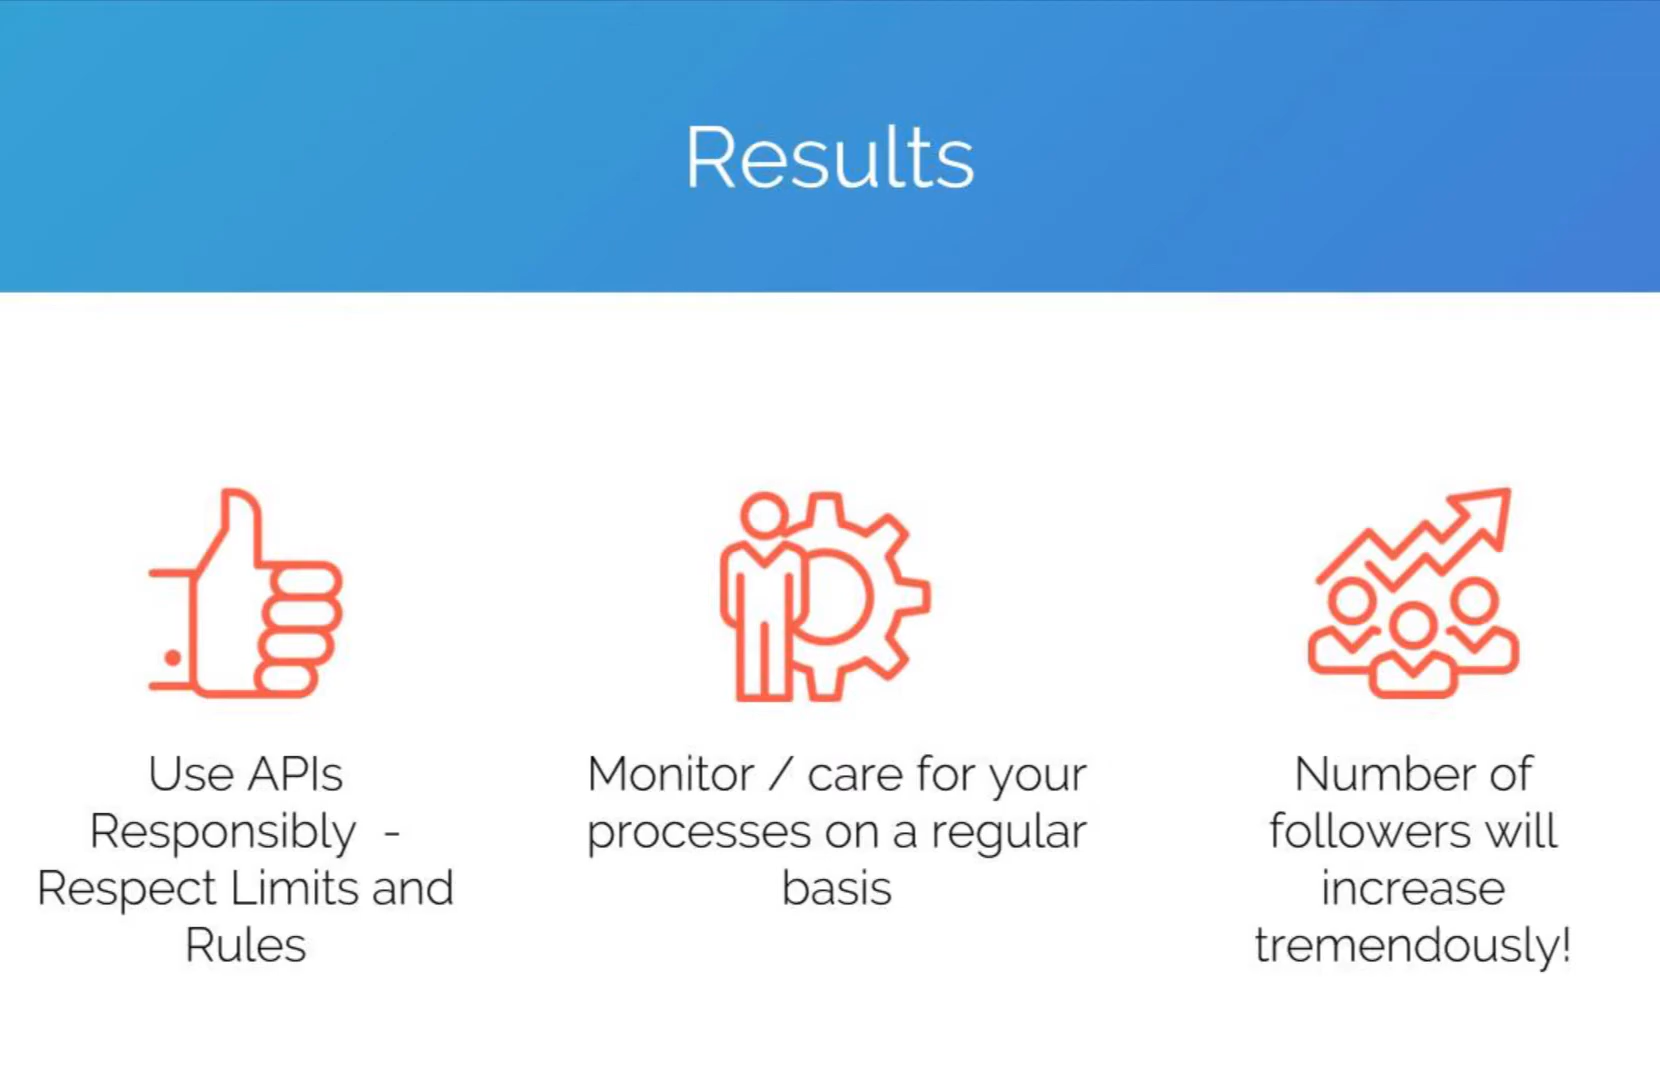 Results
Use APIs
Responsibly  -
Respect Limits and
Rules
Monitor / care for your
processes on a regular
basis
Number of
followers will
increase
tremendously!